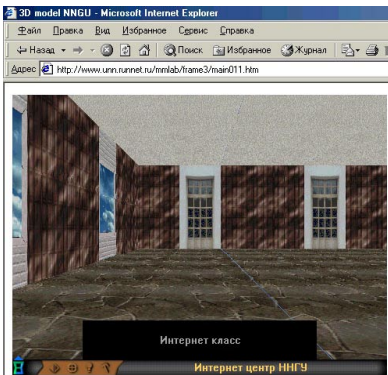 3D model NNGU - Microsoft Internet Explorer
Файл Правка Вид Избранное Сервис Справка
Назад Поиск Избранное Журнал
Адрес http://www.unn.runnet.ru/mmlab/frame3/main011.htm
Интернет класс
Интернет центр ННГУ